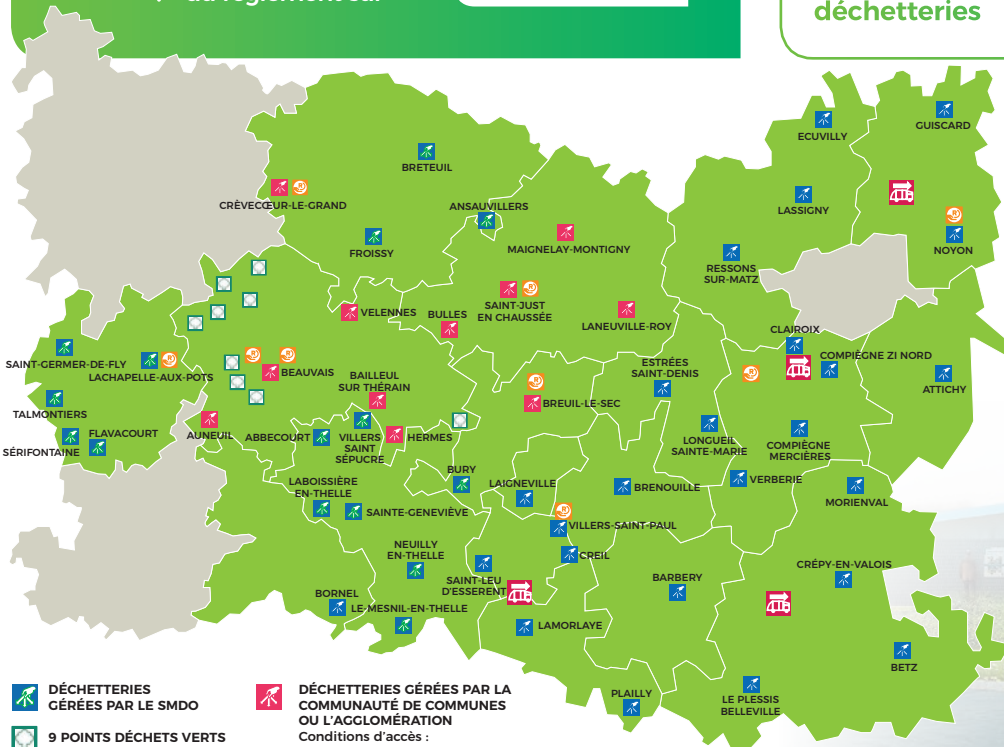 du règlement sur
déchetteries
GUISCARD
ECUVILLY
BRETEUIL
LASSIGNY
CRÈVECŒUR-LE-GRAND
ANSAUVILLERS
NOYON
FROISSY
MAIGNELAY-MONTIGNY
RESSONS
SUR-MATZ
SAINT-JUST
EN CHAUSSÉE
VELENNES
BULLES
LANEUVILLE-ROY
CLAIROIX
COMPIÈGNE ZI NORD
SAINT-GERMER-DE-FLY
LACHAPELLE-AUX-POTS
BEAUVAIS
BAILLEUL
SUR THÉRAIN
ESTRÉES
SAINT-DENIS
ATTICHY
BREUIL-LE-SEC
TALMONTIERS
FLAVACOURT
SÉRIFONTAINE
AUNEUIL
ABBECOURT
VILLERS
SAINT
SÉPUCRE
HERMES
LONGUEIL
SAINTE-MARIE
COMPIÈGNE
MERCIÈRES
BURY
LAIGNEVILLE
BRENOUILLE
VERBERIE
MORIENVAL
LABOISSIÈRE
EN-THELLE
SAINTE-GENEVIÈVE
VILLERS-SAINT-PAUL
NEUILLY
EN-THELLE
CREIL
SAINT-LEU
D'ESSERENT
BARBERY
CRÉPY-EN-VALOIS
BORNEL
LE-MESNIL-EN-THELLE
LAMORLAYE
BETZ
PLAILLY
LE PLESSIS
BELLEVILLE
DÉCHETTERIES
GÉRÉES PAR LE SMDO
9 POINTS DÉCHETS VERTS
DÉCHETTERIES GÉRÉES PAR LA
COMMUNAUTÉ DE COMMUNES
OU L'AGGLOMÉRATION
Conditions d'accès :